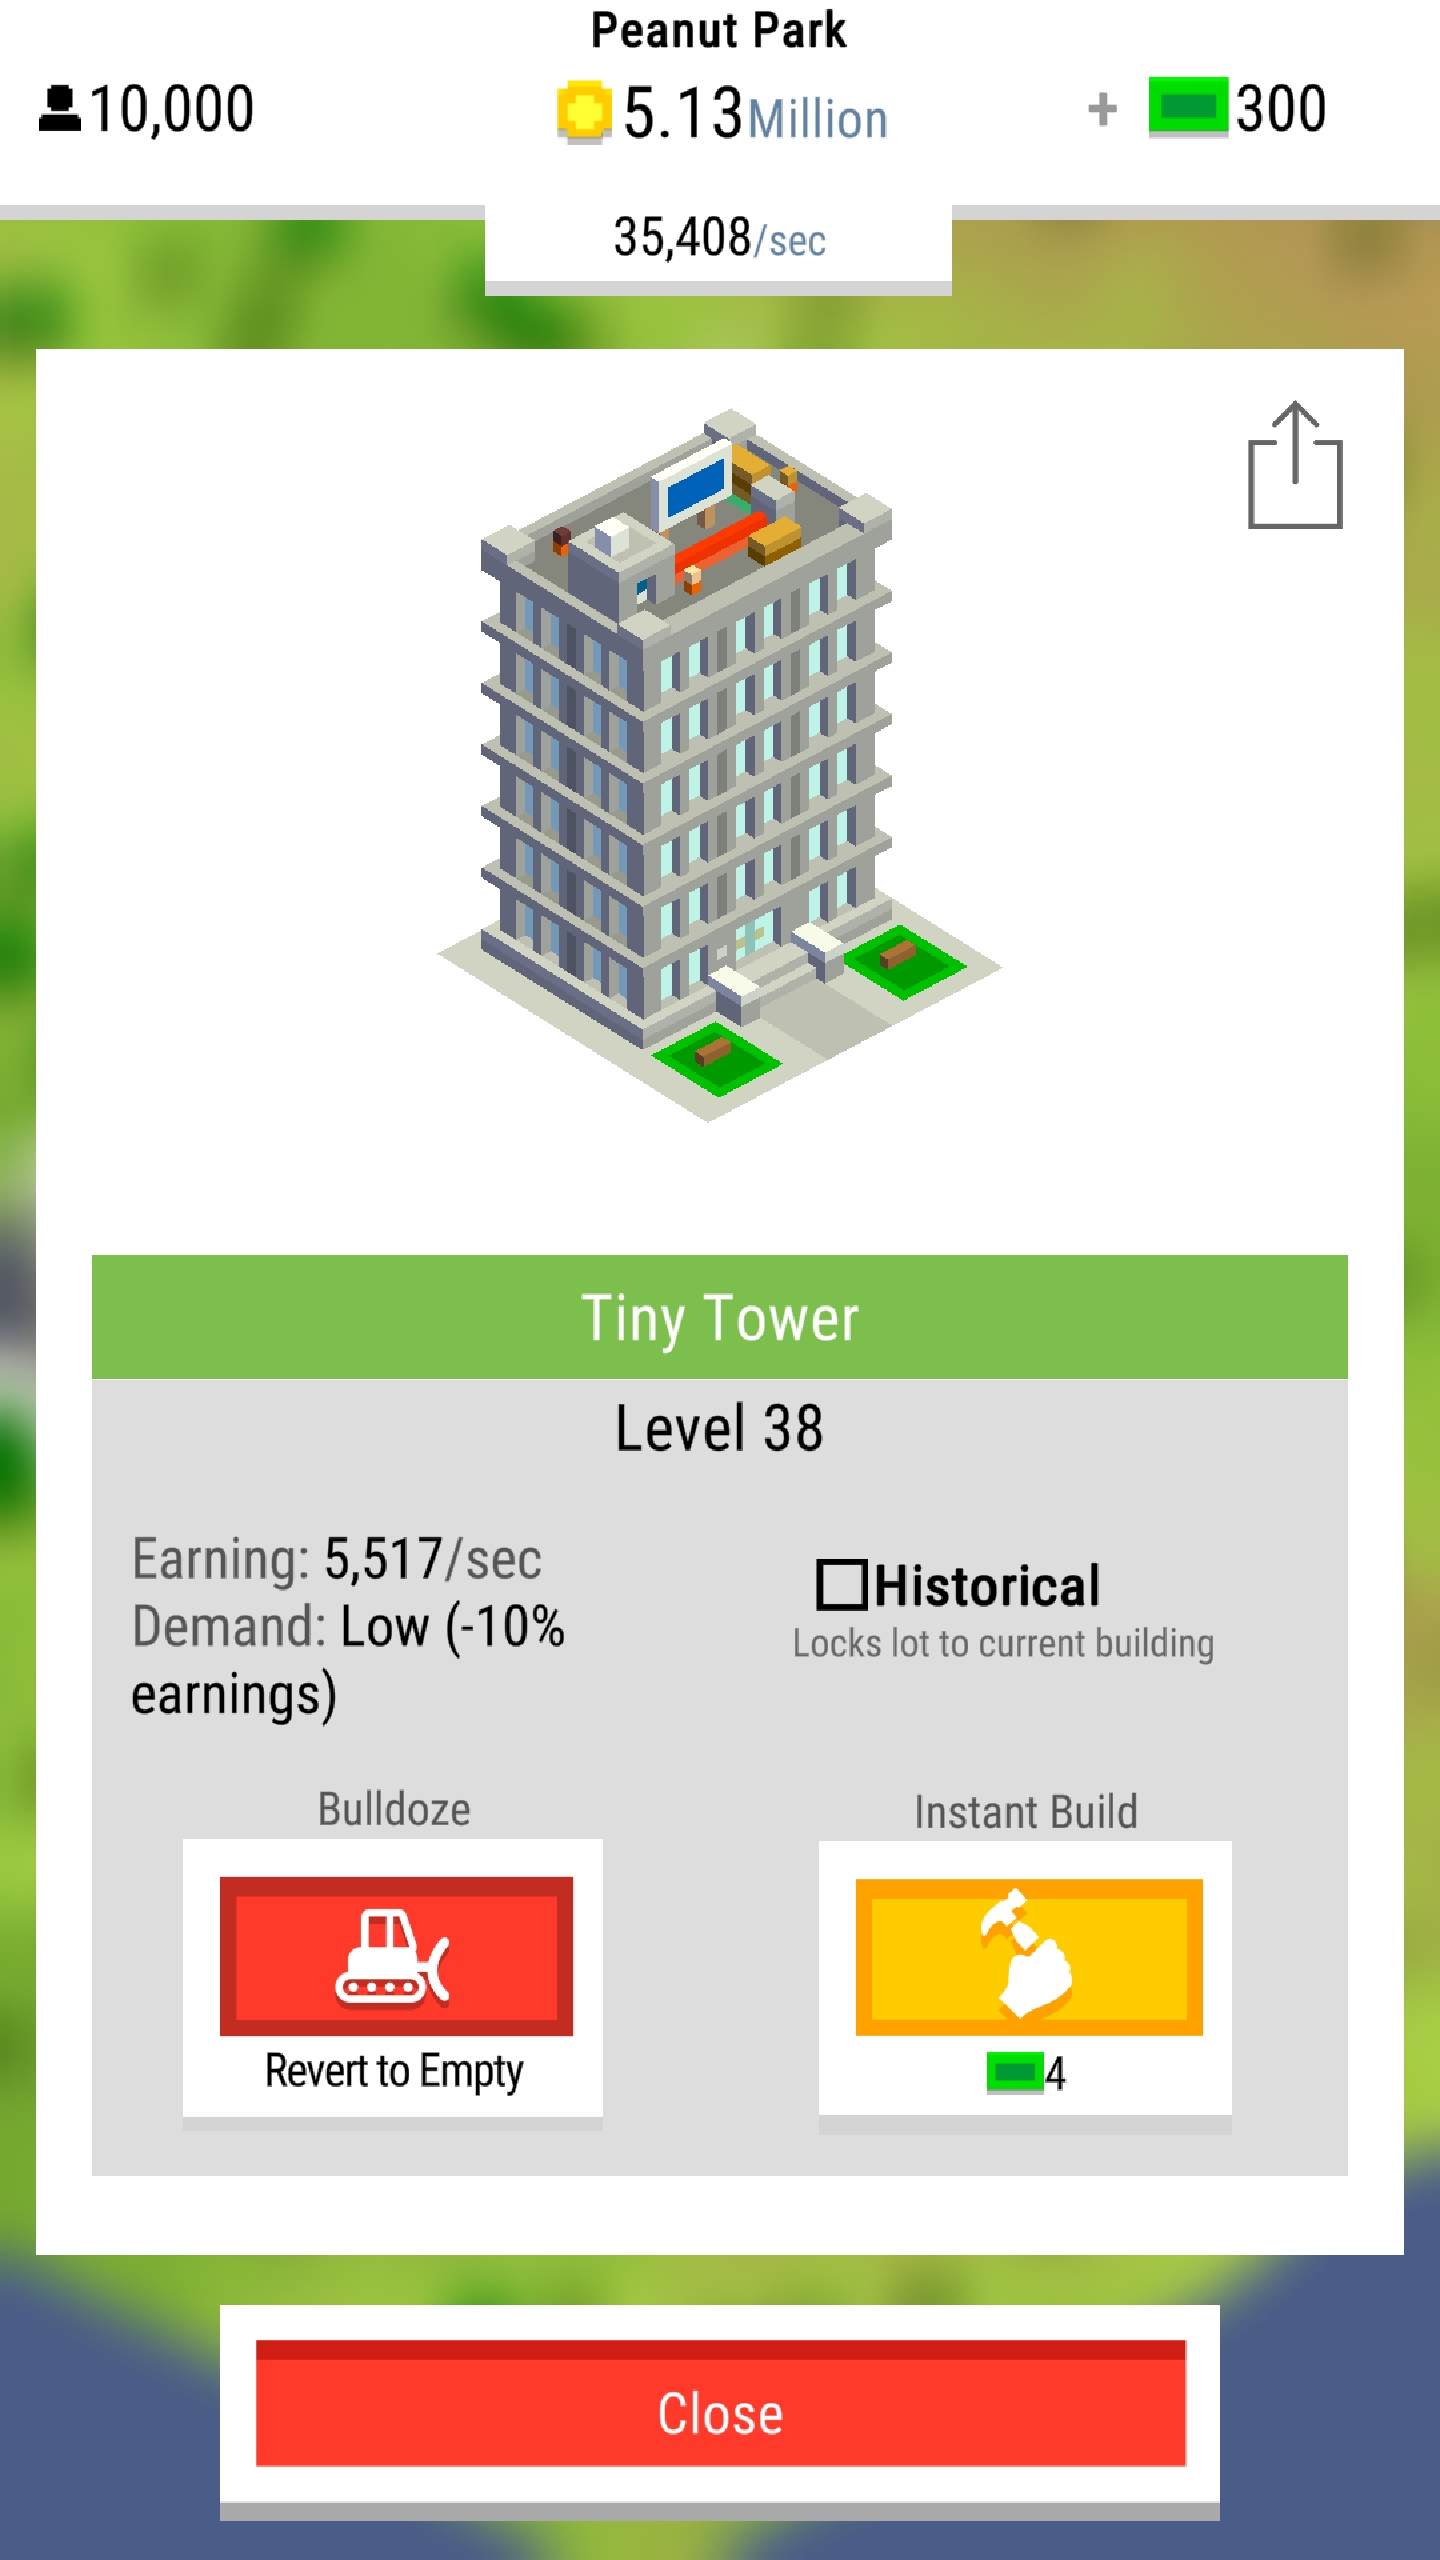 Peanut Park
10,000
5.13Million
+ 300
35,408/sec
Tiny Tower
Level 38
Earning: 5,517/sec
Demand: Low (-10%
earnings)
Historical
Locks lot to current building
Bulldoze
Revert to Empty
Instant Build
4
Close